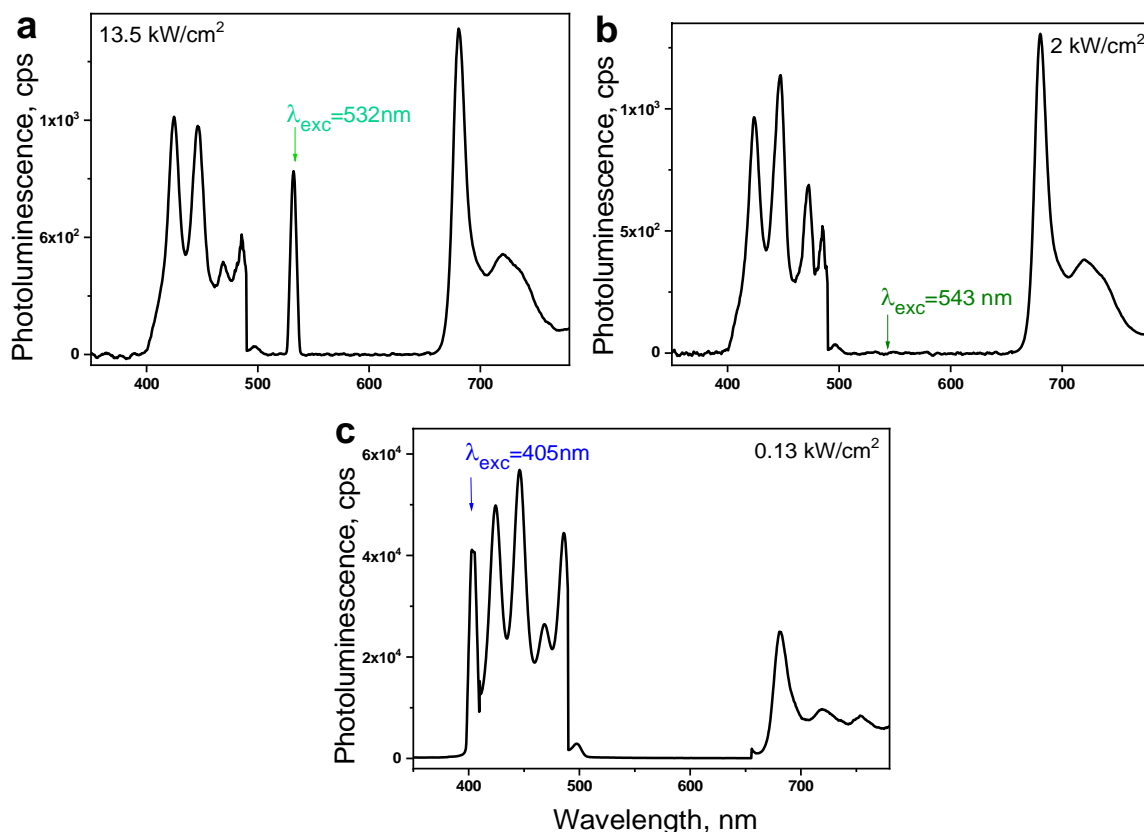 a
13.5 kW/cm²
λexc=532nm
Photoluminescence, cps
1x10³
6x10²
0
400
500
600
700
b
2 kW/cm²
λexc=543 nm
Photoluminescence, cps
1x10³
5x10²
0
400
500
600
700
c
λexc=405nm
0.13 kW/cm²
Photoluminescence, cps
6x10⁴
4x10⁴
2x10⁴
0
400
500
600
700
Wavelength, nm